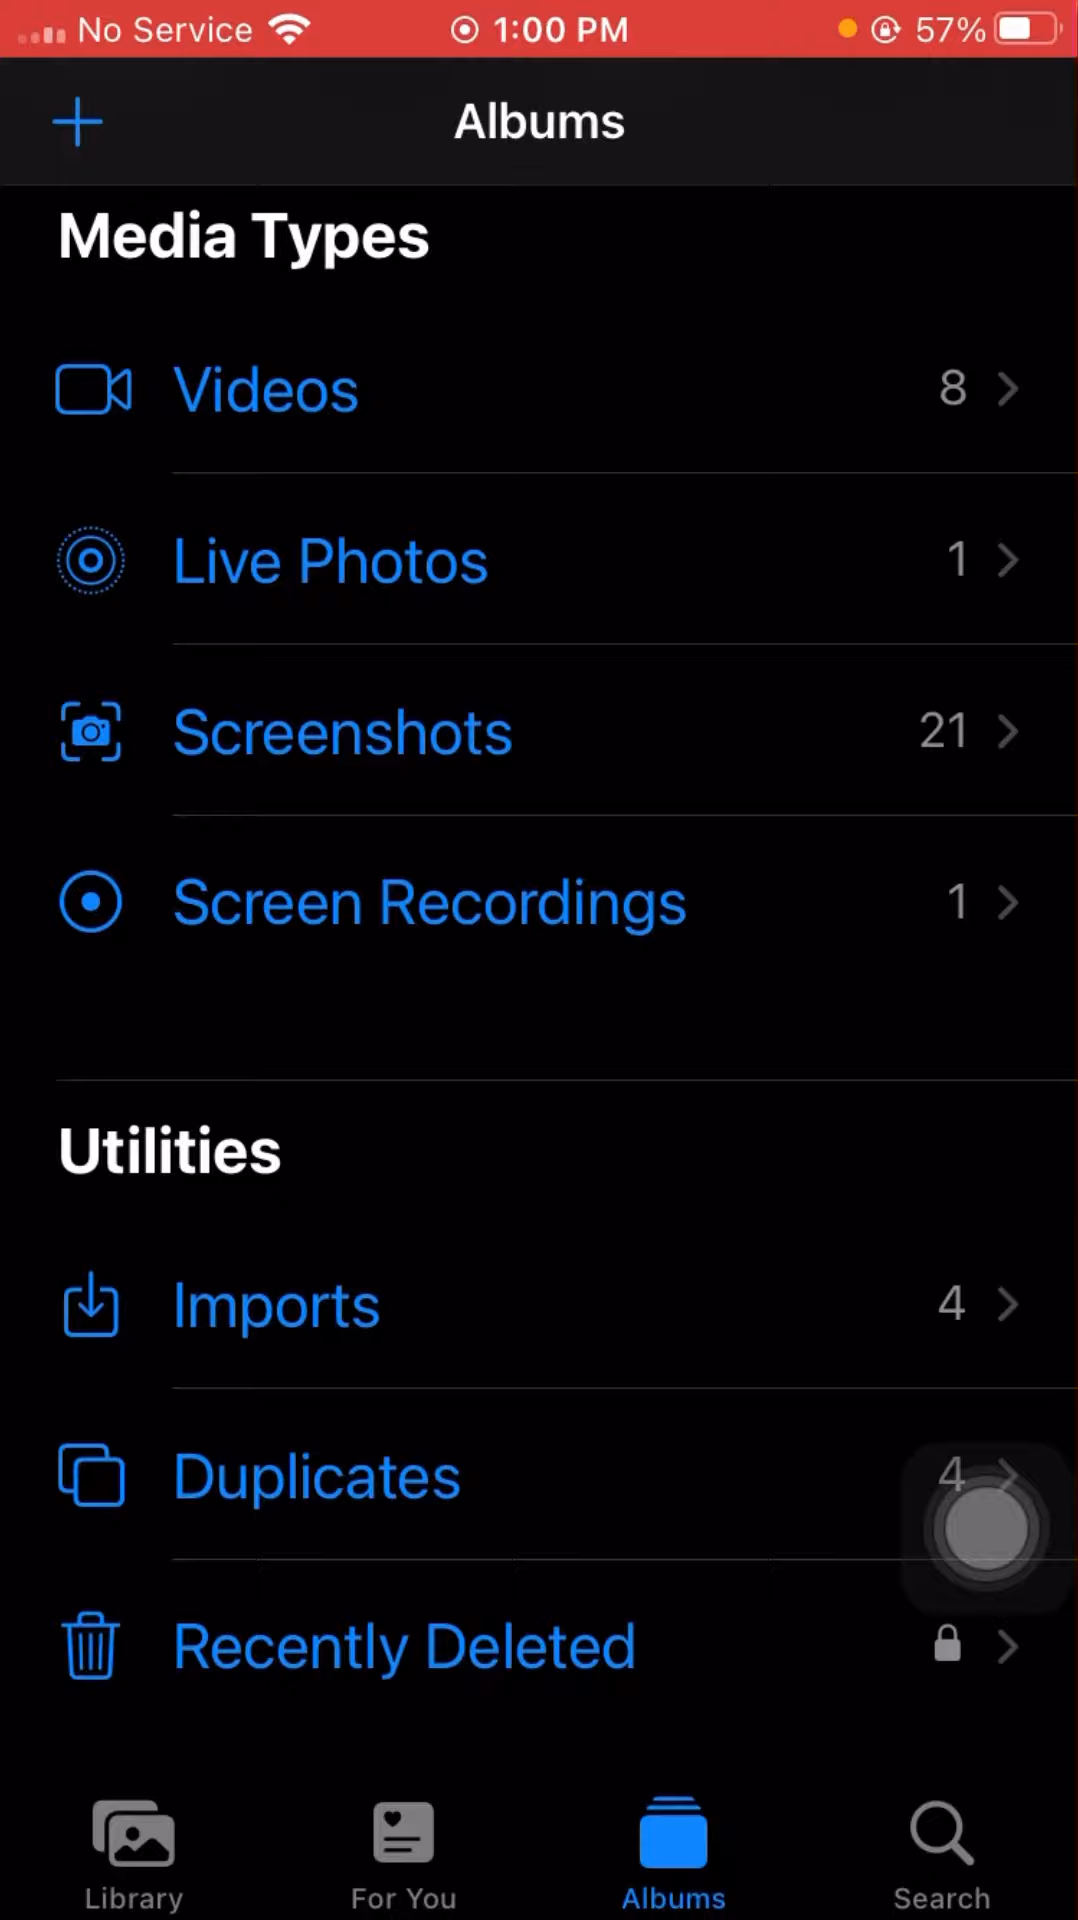 No Service 1:00 PM 57%
Albums
Media Types
Videos 8
Live Photos 1
Screenshots 21
Screen Recordings 1
Utilities
Imports 4
Duplicates 4
Recently Deleted
Library For You Albums Search